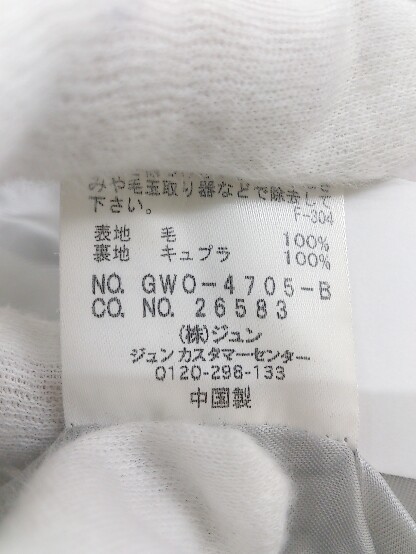 みや毛玉取り器などで除去して
下さい。
F-304
表地 毛 100%
裏地 キュプラ 100%
NO. GWO-4705-B
CO. NO. 26583
(株)ジュン
ジュンカスタマーセンター
0120-298-133
中国製